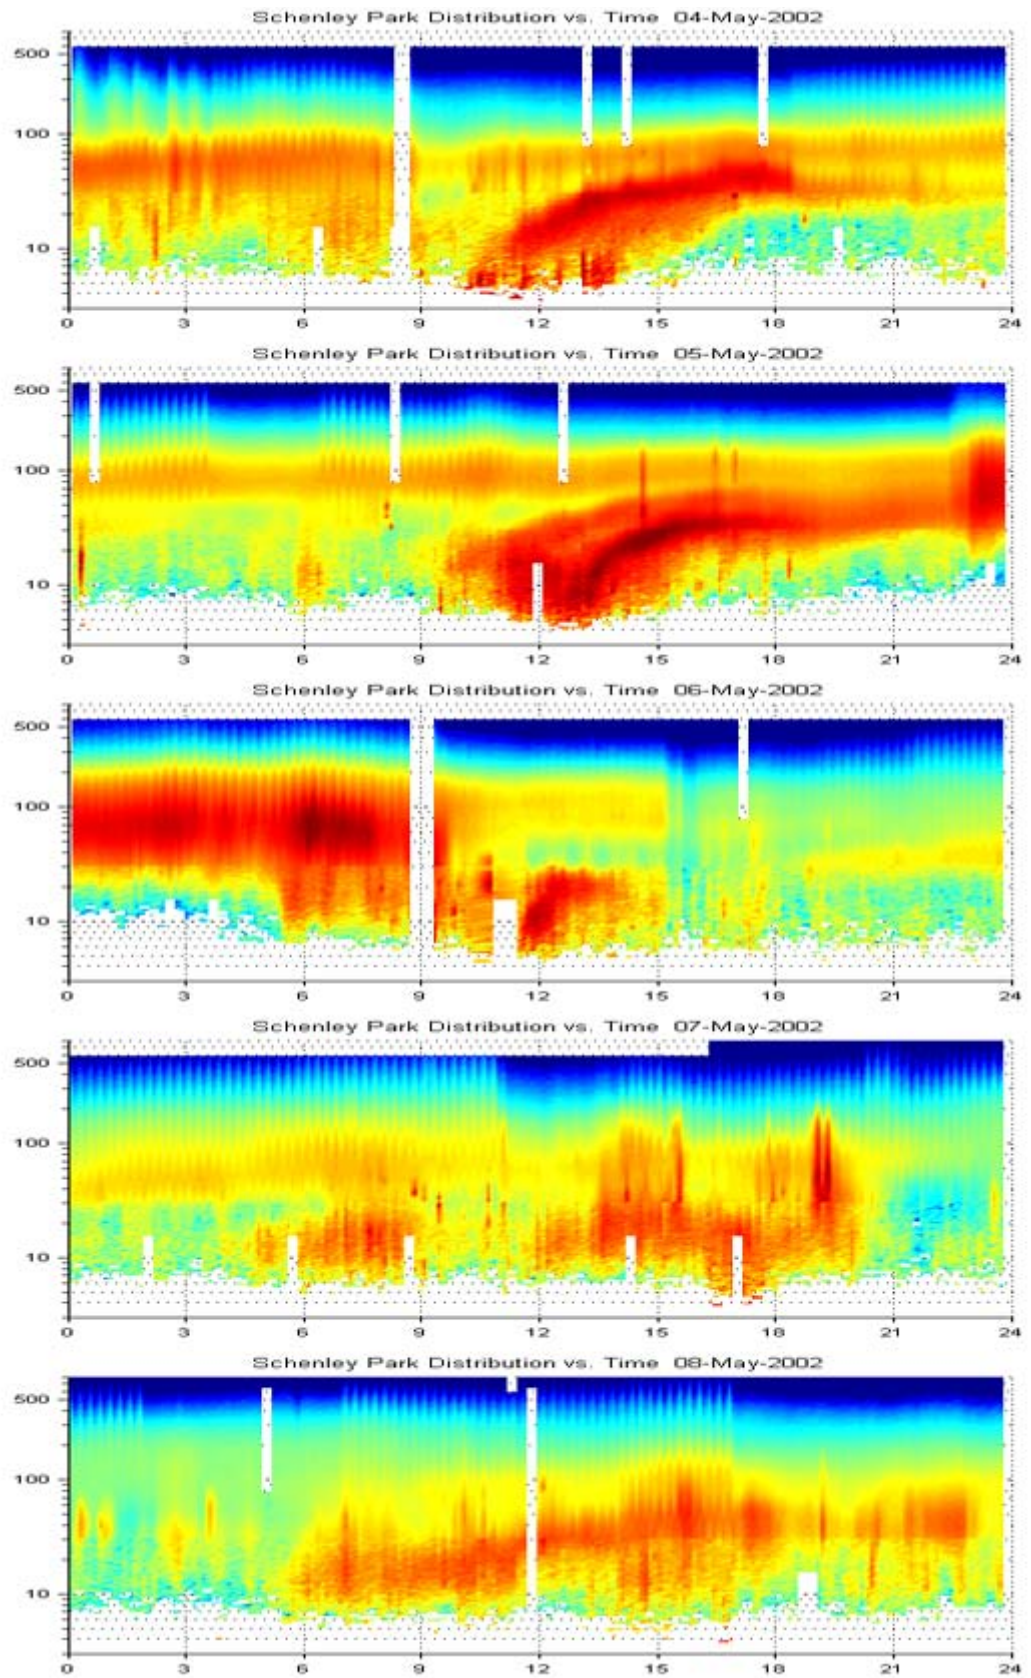 Schenley Park Distribution vs. Time 04-May-2002
500
100
10
0 3 6 9 12 15 18 21 24
Schenley Park Distribution vs. Time 05-May-2002
500
100
10
0 3 6 9 12 15 18 21 24
Schenley Park Distribution vs. Time 06-May-2002
500
100
10
0 3 6 9 12 15 18 21 24
Schenley Park Distribution vs. Time 07-May-2002
500
100
10
0 3 6 9 12 15 18 21 24
Schenley Park Distribution vs. Time 08-May-2002
500
100
10
0 3 6 9 12 15 18 21 24